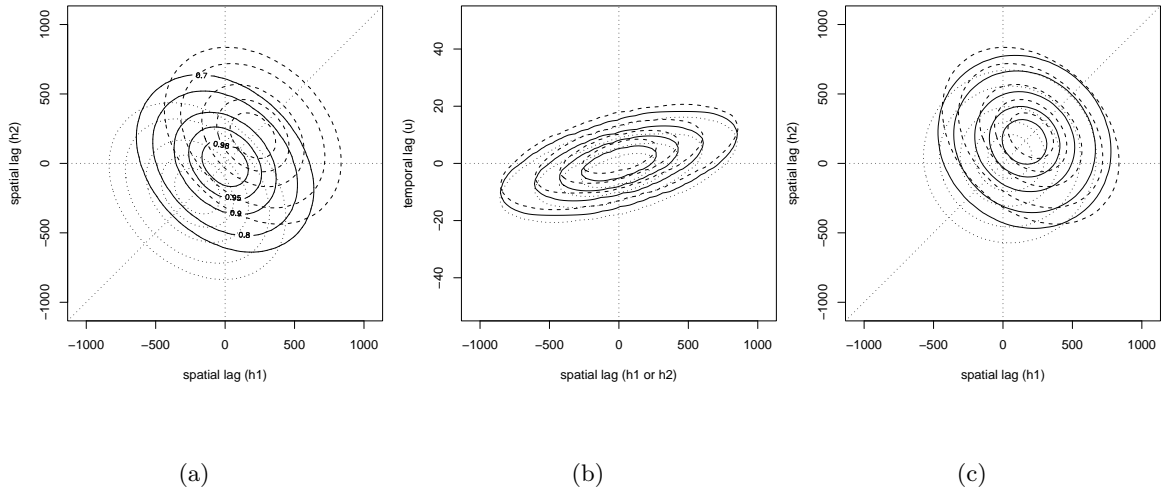 1000
500
0
−500
−1000
spatial lag (h2)
0.7
0.98
0.95
0.9
0.8
−1000 −500 0 500 1000
spatial lag (h1)
(a)
40
20
0
−20
−40
temporal lag (u)
−1000 −500 0 500 1000
spatial lag (h1 or h2)
(b)
1000
500
0
−500
−1000
spatial lag (h2)
−1000 −500 0 500 1000
spatial lag (h1)
(c)